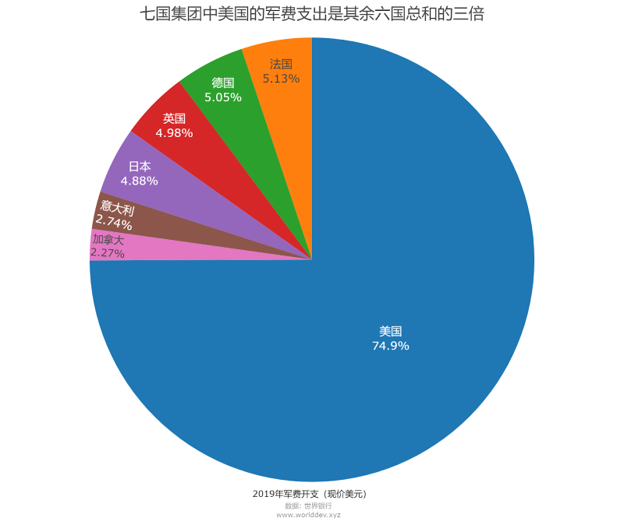 七国集团中美国的军费支出是其余六国总和的三倍
法国
5.13%
德国
5.05%
英国
4.98%
日本
4.88%
意大利
2.74%
加拿大
2.27%
美国
74.9%
2019年军费开支（现价美元）
数据: 世界银行
www.worlddev.xyz